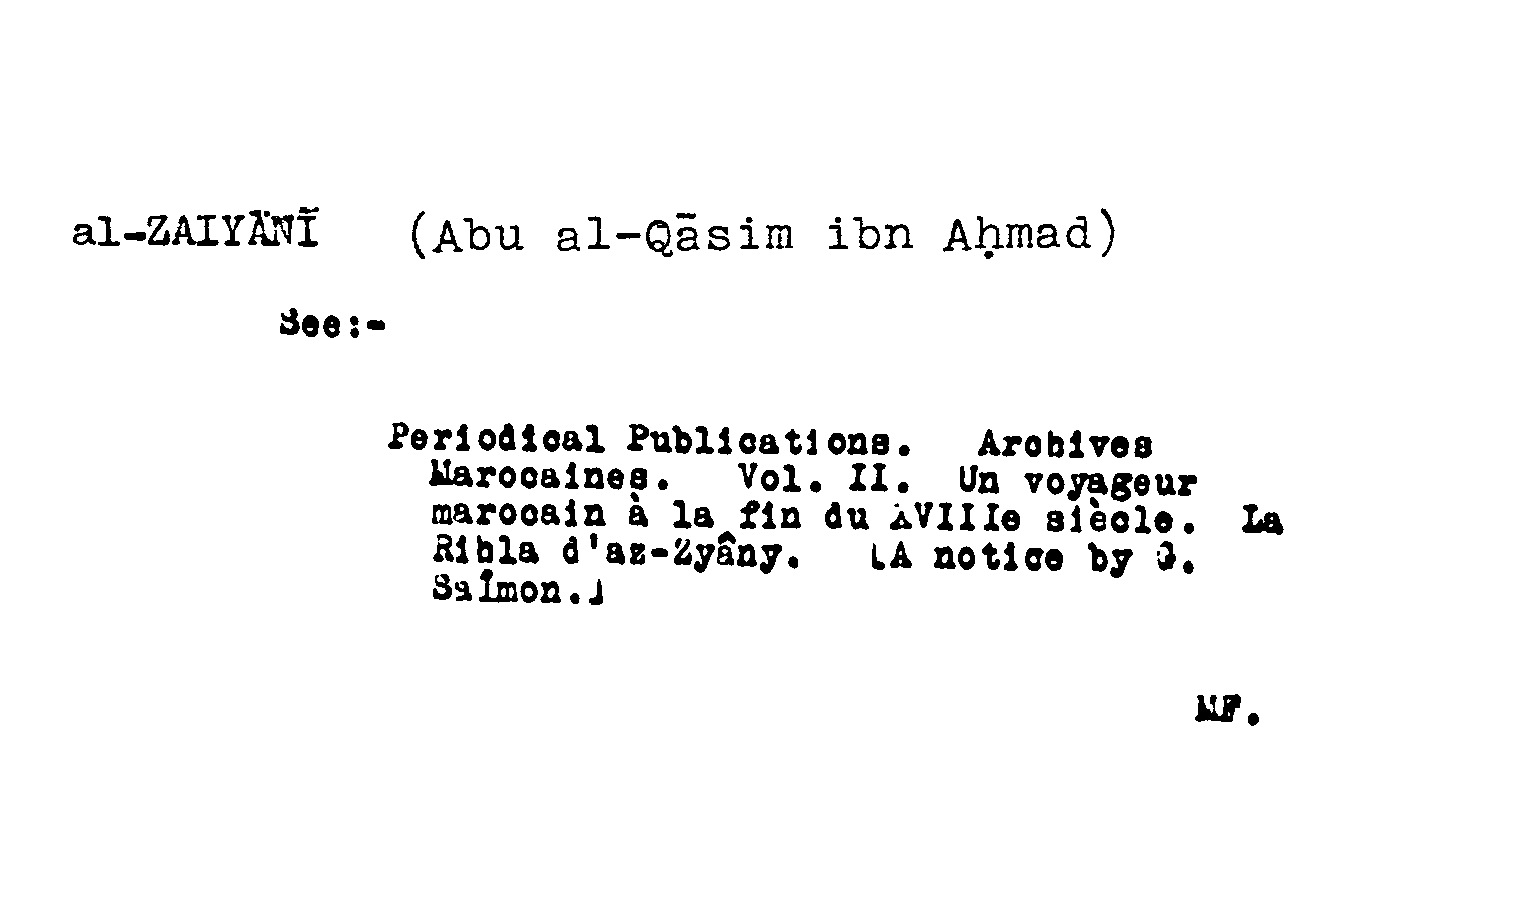 al-ZAIYĀNĪ (Abu al-Qāsim ibn Aḥmad)
See:-
Periodical Publications. Archives
Marocaines. Vol. II. Un voyageur
marocain à la fin du XVIIIe siècle. La
Rihla d'az-Zyâny. [A notice by G.
Salmon.]
MF.